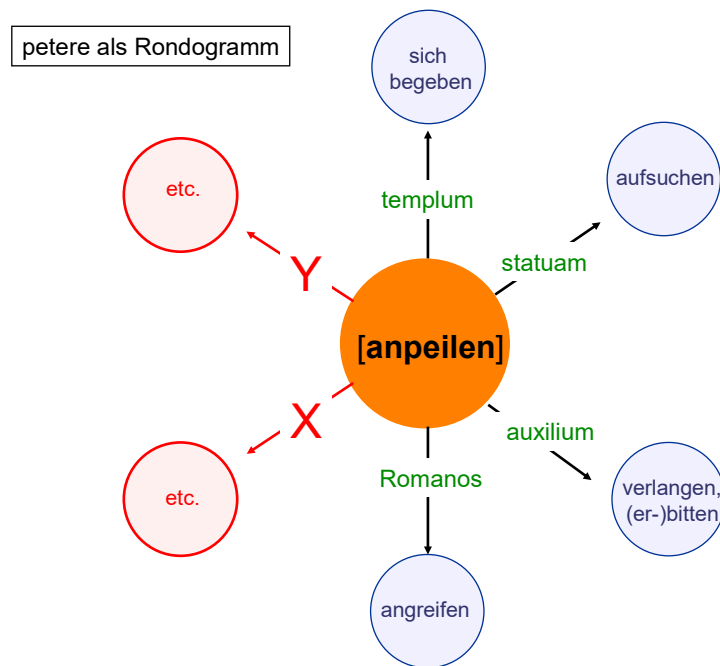 petere als Rondogramm
sich
begeben
etc.
templum
aufsuchen
Y
statuam
[anpeilen]
X
auxilium
Romanos
etc.
verlangen,
(er-)bitten
angreifen